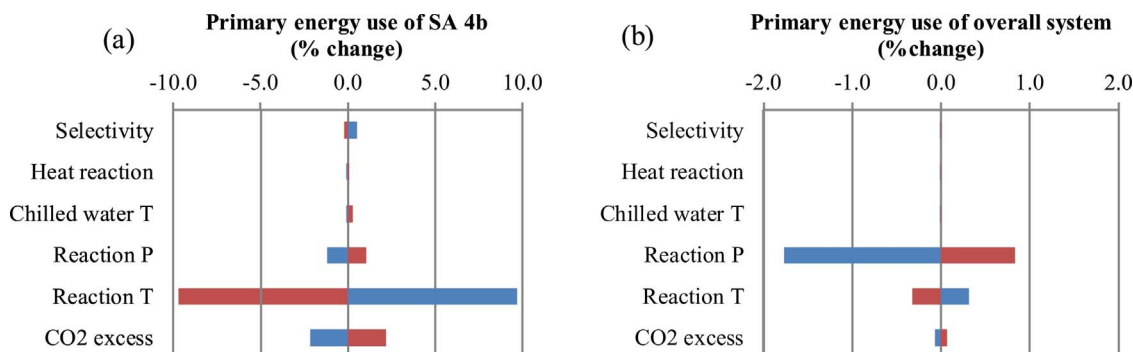 (a)
Primary energy use of SA 4b
(% change)
-10.0 -5.0 0.0 5.0 10.0
Selectivity
Heat reaction
Chilled water T
Reaction P
Reaction T
CO2 excess
(b)
Primary energy use of overall system
(%change)
-2.0 -1.0 0.0 1.0 2.0
Selectivity
Heat reaction
Chilled water T
Reaction P
Reaction T
CO2 excess